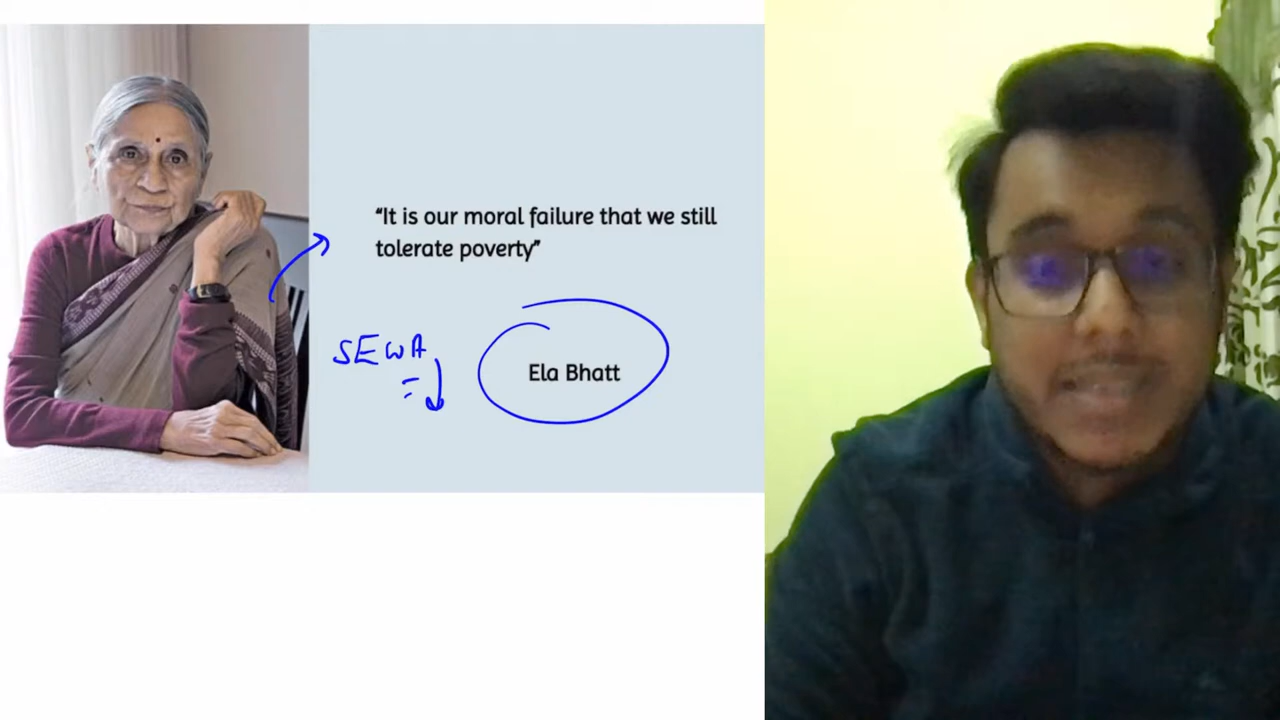 “It is our moral failure that we still
tolerate poverty”
SEWA
Ela Bhatt